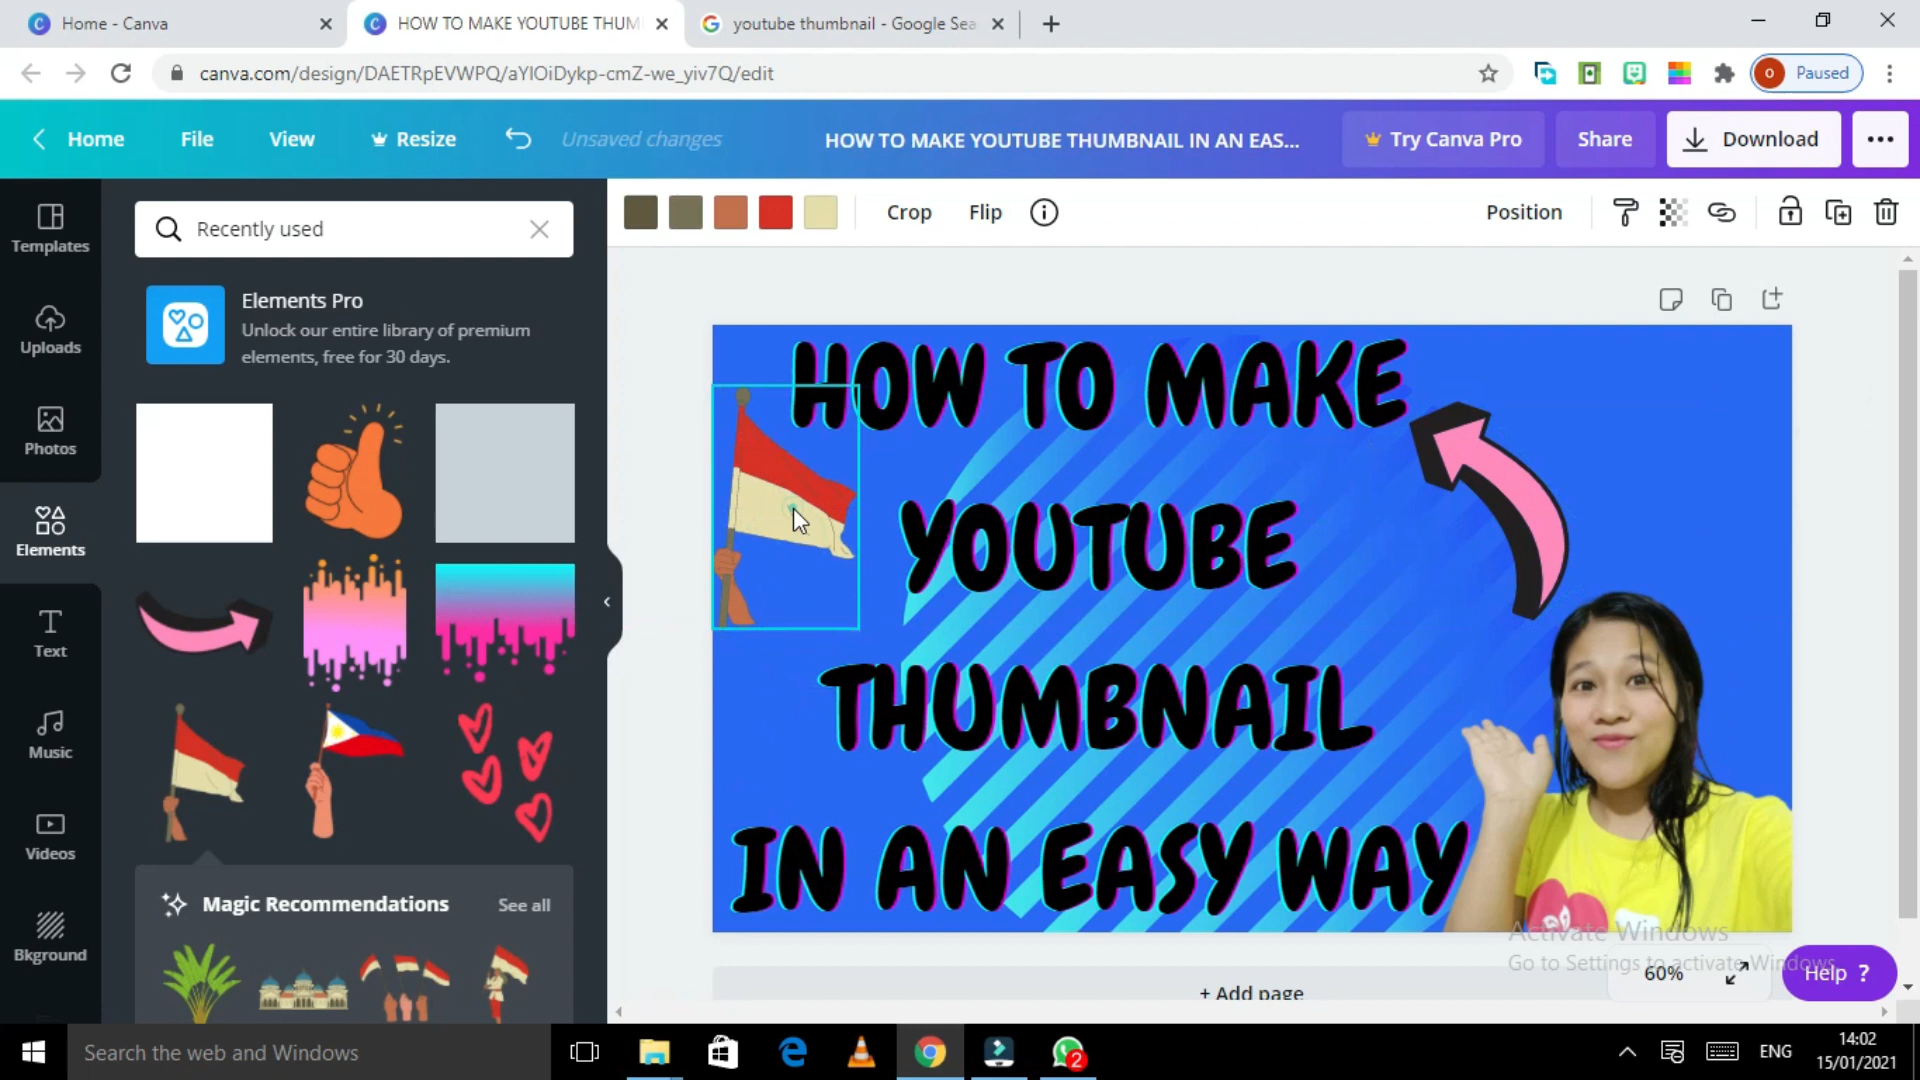 Home - Canva
HOW TO MAKE YOUTUBE THUM
youtube thumbnail - Google Sea
canva.com/design/DAETRpEVWPQ/aYlOiDykp-cmZ-we_yiv7Q/edit
O Paused
Home File View Resize Unsaved changes HOW TO MAKE YOUTUBE THUMBNAIL IN AN EAS... Try Canva Pro Share Download
Templates
Uploads
Photos
Elements
Text
Music
Videos
Bkground
Recently used
Elements Pro
Unlock our entire library of premium
elements, free for 30 days.
Magic Recommendations See all
Crop Flip Position
HOW TO MAKE
YOUTUBE
THUMBNAIL
IN AN EASY WAY
Activate Windows
Go to Settings to activate Windows.
60%
Help ?
+ Add page
Search the web and Windows
2
ENG
14:02
15/01/2021